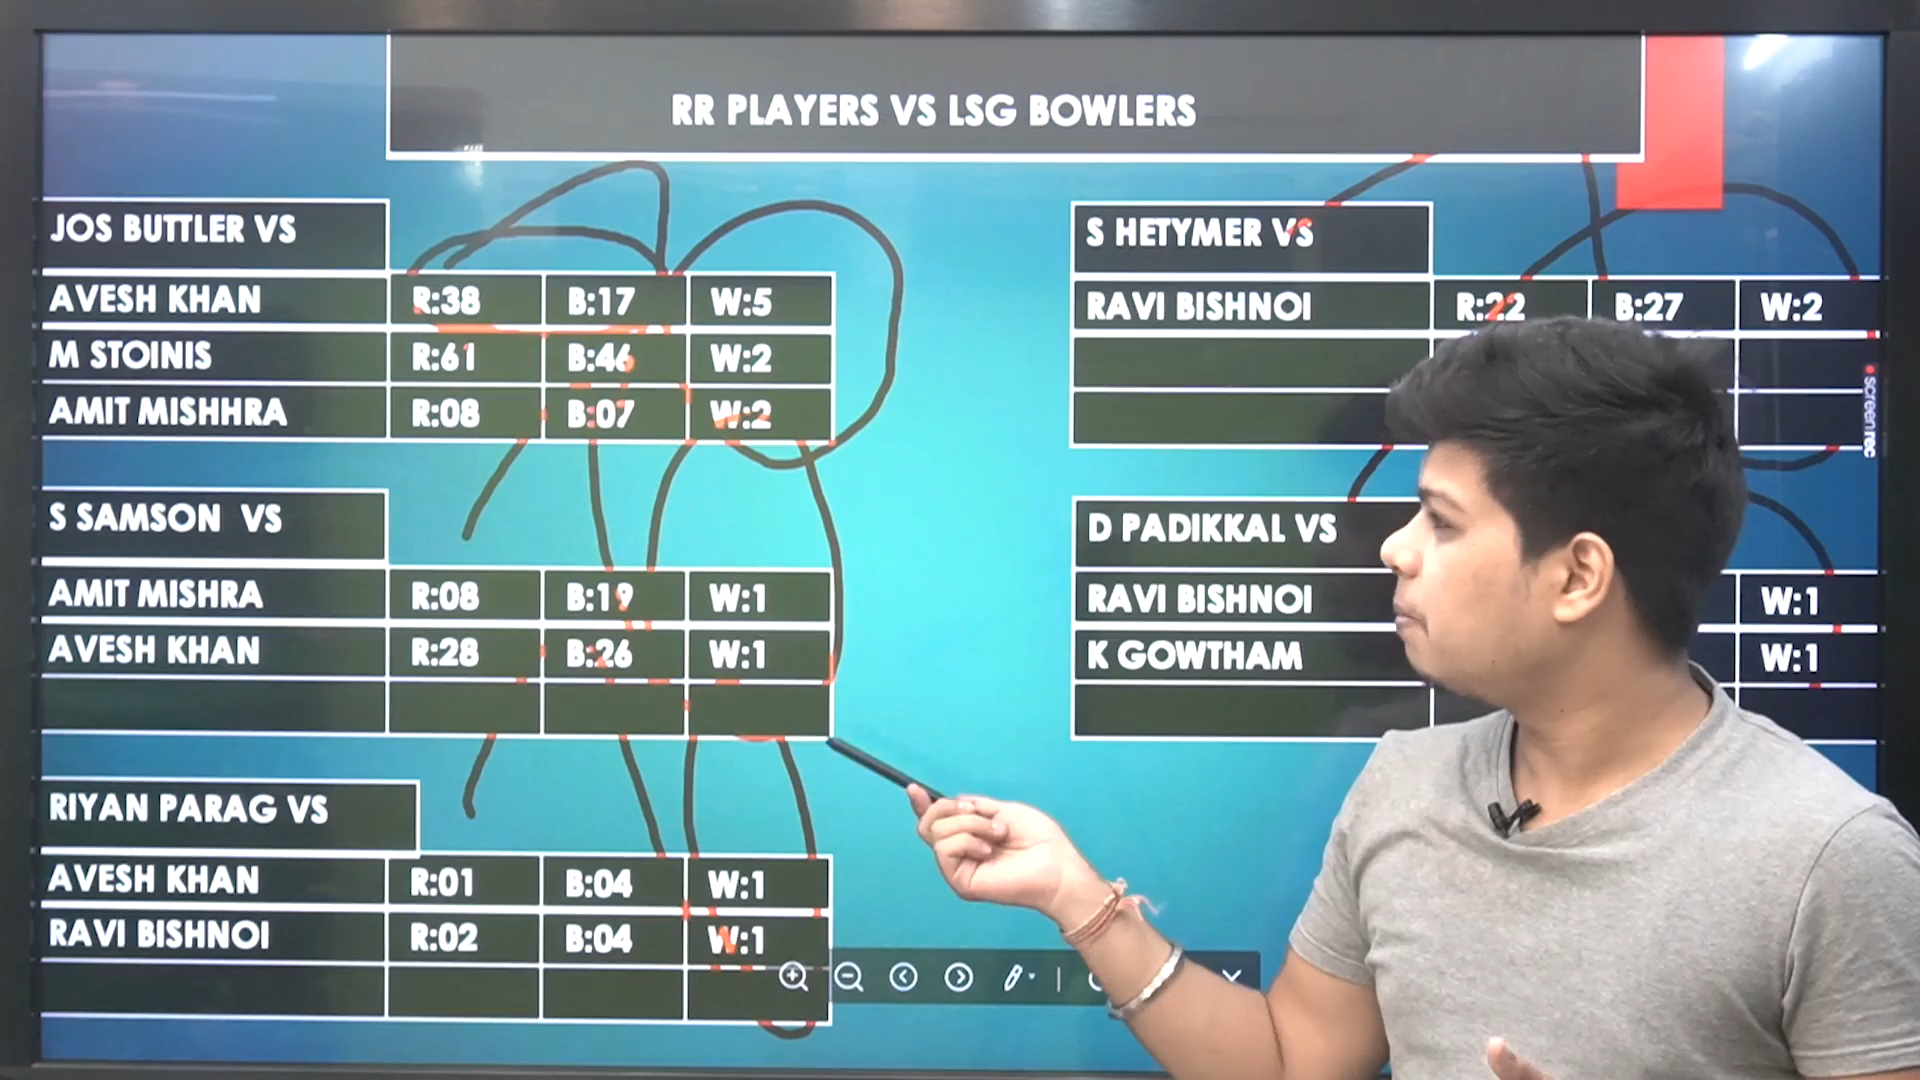 RR PLAYERS VS LSG BOWLERS
JOS BUTTLER VS
AVESH KHAN R:38 B:17 W:5
M STOINIS R:61 B:46 W:2
AMIT MISHHRA R:08 B:07 W:2
S SAMSON VS
AMIT MISHRA R:08 B:19 W:1
AVESH KHAN R:28 B:26 W:1
RIYAN PARAG VS
AVESH KHAN R:01 B:04 W:1
RAVI BISHNOI R:02 B:04 W:1
S HETYMER VS
RAVI BISHNOI R:22 B:27 W:2
D PADIKKAL VS
RAVI BISHNOI W:1
K GOWTHAM W:1
screenrec